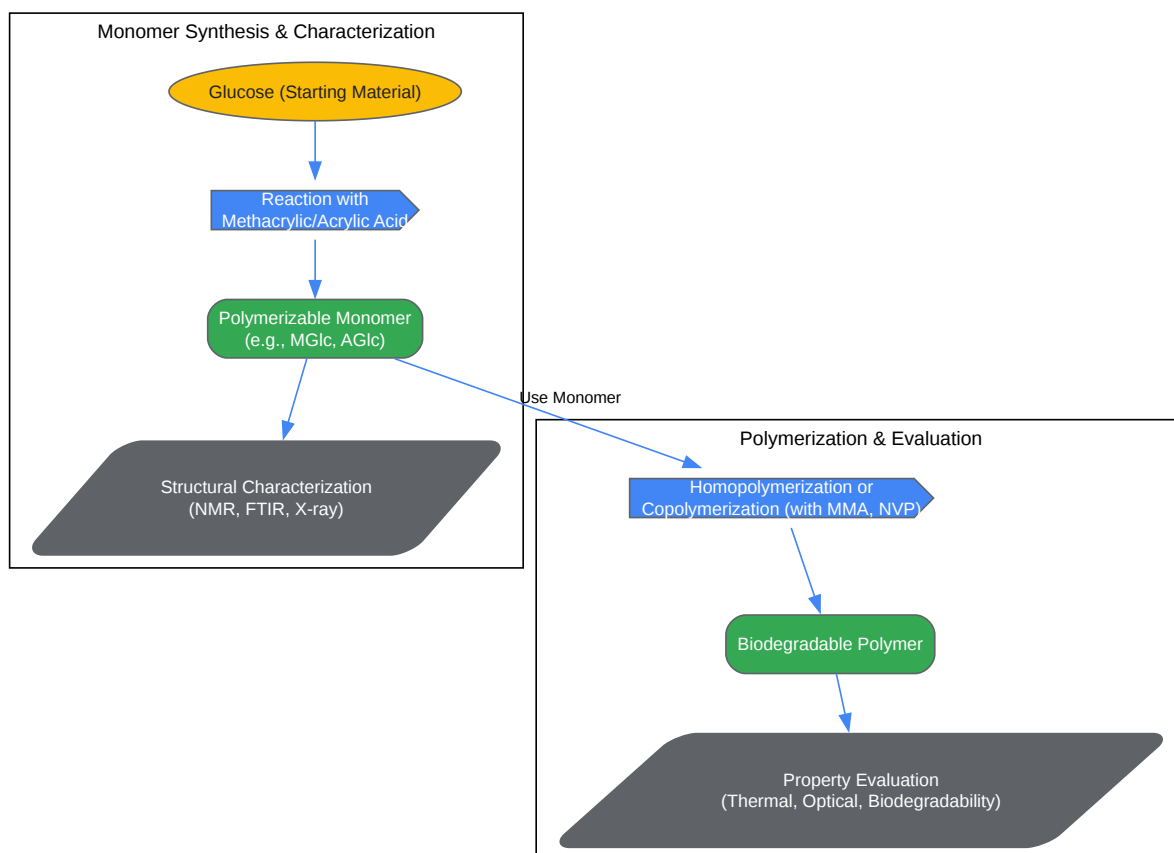 Monomer Synthesis & Characterization
Glucose (Starting Material)
Reaction with
Methacrylic/Acrylic Acid
Polymerizable Monomer
(e.g., MGlc, AGlc)
Structural Characterization
(NMR, FTIR, X-ray)
Use Monomer
Polymerization & Evaluation
Homopolymerization or
Copolymerization (with MMA, NVP)
Biodegradable Polymer
Property Evaluation
(Thermal, Optical, Biodegradability)